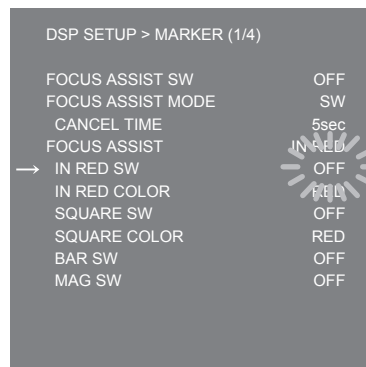 DSP SETUP > MARKER (1/4)
FOCUS ASSIST SW OFF
FOCUS ASSIST MODE SW
CANCEL TIME 5sec
FOCUS ASSIST IN RED
→ IN RED SW OFF
IN RED COLOR RED
SQUARE SW OFF
SQUARE COLOR RED
BAR SW OFF
MAG SW OFF